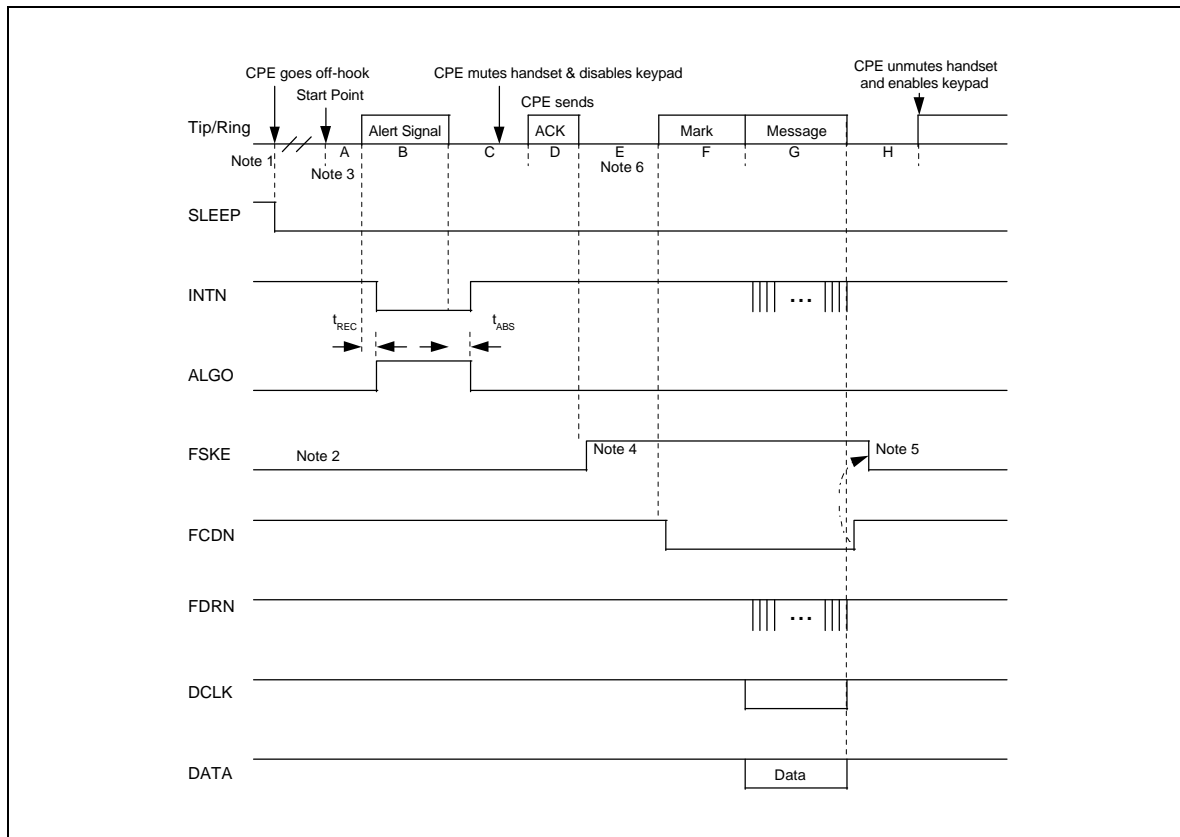 CPE goes off-hook
Start Point
CPE mutes handset & disables keypad
CPE sends
CPE unmutes handset
and enables keypad
Tip/Ring
Alert Signal
ACK
Mark
Message
A
B
C
D
E
F
G
H
Note 1
Note 3
Note 6
SLEEP
INTN
...
tREC
tABS
ALGO
FSKE
Note 2
Note 4
Note 5
FCDN
FDRN
...
DCLK
DATA
Data